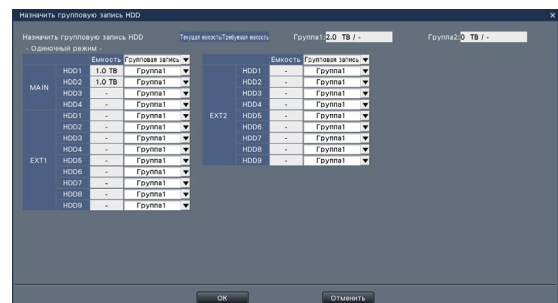 Назначить групповую запись HDD ×
Назначить групповую запись HDD Текущая емкость/Требуемая емкость Группа1: 2.0 TB / - Группа2: 0 TB / -
- Одиночный режим -
Емкость Групповая запись ▼ Емкость Групповая запись ▼
MAIN
HDD1 1.0 TB Группа1 ▼
HDD2 1.0 TB Группа1 ▼
HDD3 - Группа1 ▼
HDD4 - Группа1 ▼
EXT1
HDD1 - Группа1 ▼
HDD2 - Группа1 ▼
HDD3 - Группа1 ▼
HDD4 - Группа1 ▼
HDD5 - Группа1 ▼
HDD6 - Группа1 ▼
HDD7 - Группа1 ▼
HDD8 - Группа1 ▼
HDD9 - Группа1 ▼
EXT2
HDD1 - Группа1 ▼
HDD2 - Группа1 ▼
HDD3 - Группа1 ▼
HDD4 - Группа1 ▼
HDD5 - Группа1 ▼
HDD6 - Группа1 ▼
HDD7 - Группа1 ▼
HDD8 - Группа1 ▼
HDD9 - Группа1 ▼
OK Отменить